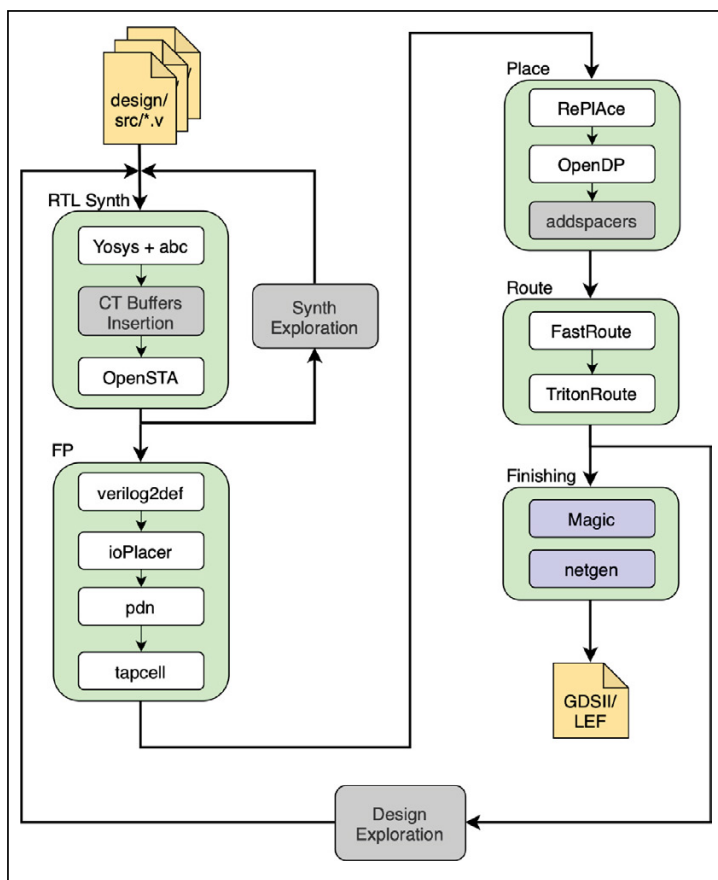 design/
src/*.v
RTL Synth
Yosys + abc
CT Buffers
Insertion
OpenSTA
Synth
Exploration
FP
verilog2def
ioPlacer
pdn
tapcell
Place
RePlAce
OpenDP
addspacers
Route
FastRoute
TritonRoute
Finishing
Magic
netgen
GDSII/
LEF
Design
Exploration